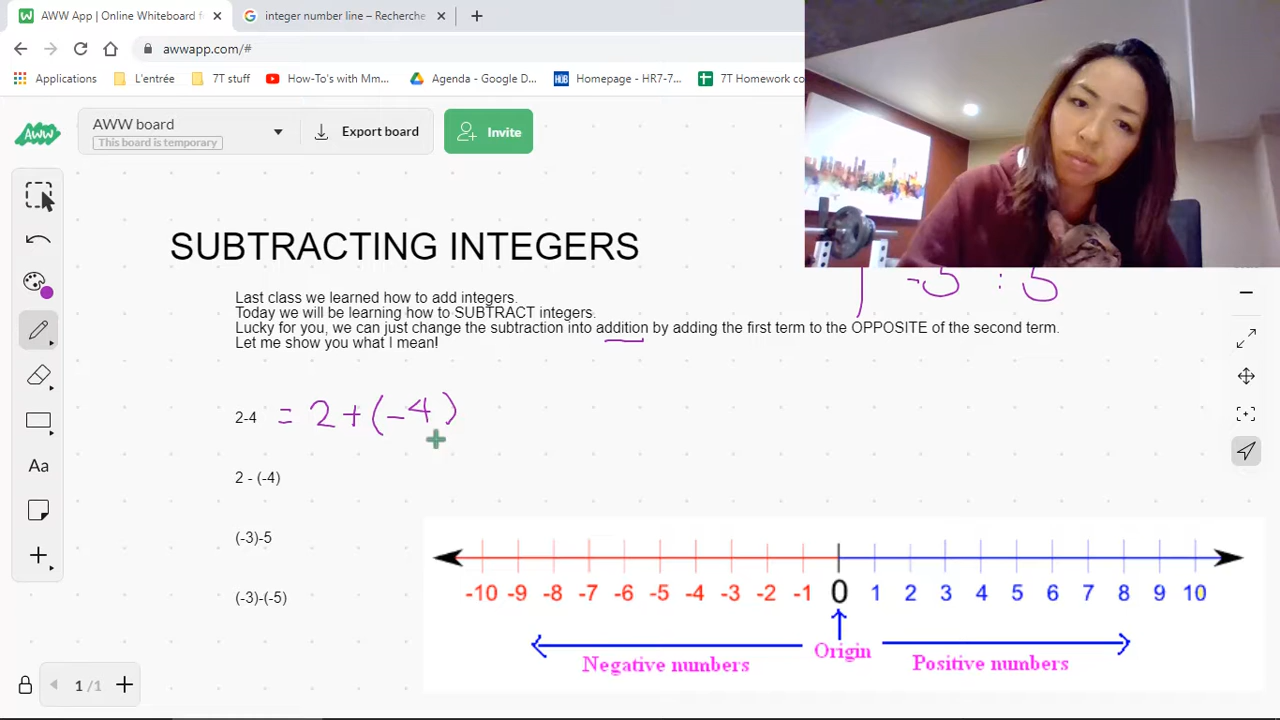 AWW App | Online Whiteboard f
integer number line – Recherche
awwapp.com/#
Applications
L'entrée
7T stuff
How-To's with Mm...
Agenda - Google D...
HUB
Homepage - HR7-7...
7T Homework co
AWW
AWW board
This board is temporary
Export board
Invite
SUBTRACTING INTEGERS
-5 : 5
Last class we learned how to add integers.
Today we will be learning how to SUBTRACT integers.
Lucky for you, we can just change the subtraction into addition by adding the first term to the OPPOSITE of the second term.
Let me show you what I mean!
2-4 = 2 + (-4)
2 - (-4)
(-3)-5
(-3)-(-5)
Aa
-10 -9 -8 -7 -6 -5 -4 -3 -2 -1 0 1 2 3 4 5 6 7 8 9 10
Negative numbers Origin Positive numbers
1 /1